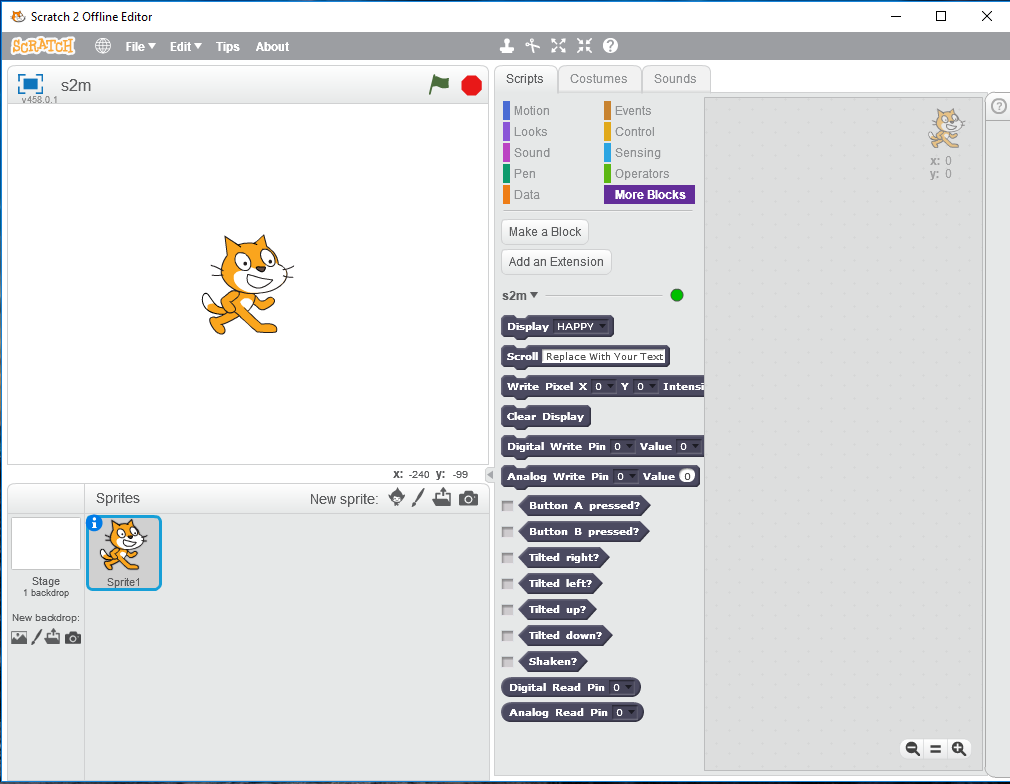 Scratch 2 Offline Editor
SCRATCH File Edit Tips About
s2m
v458.0.1
x: -240 y: -99
Sprites New sprite:
Stage
1 backdrop
New backdrop:
Sprite1
Scripts Costumes Sounds
Motion Events
Looks Control
Sound Sensing
Pen Operators
Data More Blocks
Make a Block
Add an Extension
s2m
Display HAPPY
Scroll Replace With Your Text
Write Pixel X 0 Y 0 Intensi
Clear Display
Digital Write Pin 0 Value 0
Analog Write Pin 0 Value 0
Button A pressed?
Button B pressed?
Tilted right?
Tilted left?
Tilted up?
Tilted down?
Shaken?
Digital Read Pin 0
Analog Read Pin 0
x: 0
y: 0